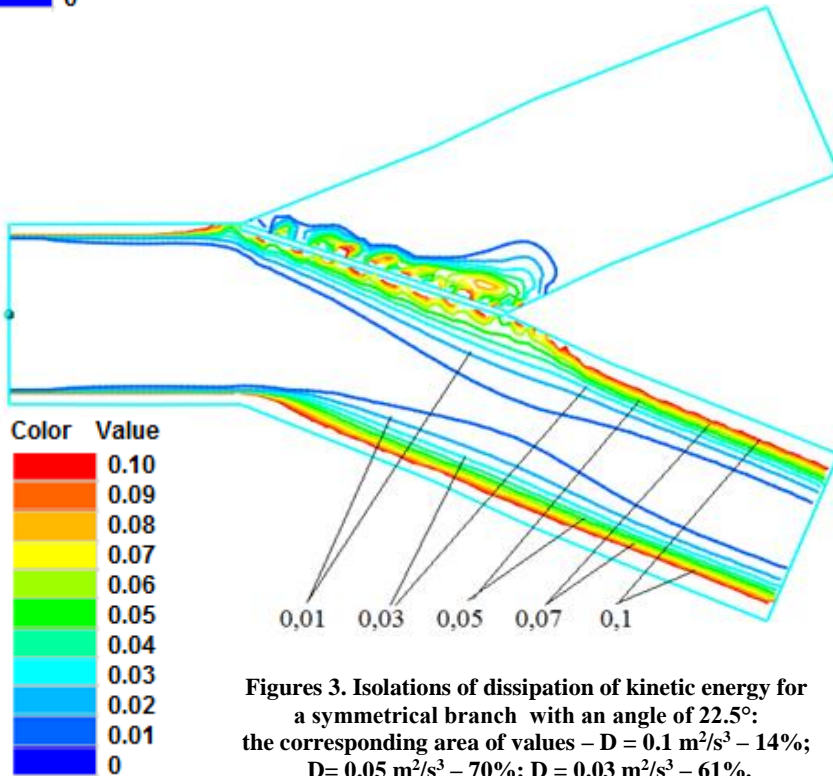 0
Color Value
0.10
0.09
0.08
0.07
0.06
0.05
0.04
0.03
0.02
0.01
0
0,01 0,03 0,05 0,07 0,1
Figures 3. Isolations of dissipation of kinetic energy for
a symmetrical branch with an angle of 22.5°:
the corresponding area of values – D = 0.1 m²/s³ – 14%;
D= 0.05 m²/s³ – 70%; D = 0.03 m²/s³ – 61%.